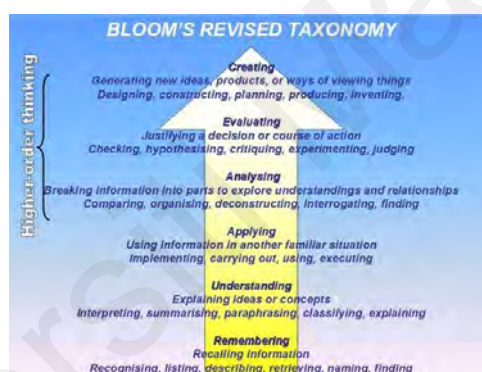 BLOOM'S REVISED TAXONOMY
Creating
Generating new ideas, products, or ways of viewing things
Designing, constructing, planning, producing, inventing.
Evaluating
Justifying a decision or course of action
Checking, hypothesising, critiquing, experimenting, judging
Analysing
Breaking information into parts to explore understandings and relationships
Comparing, organising, deconstructing, interrogating, finding
Applying
Using information in another familiar situation
Implementing, carrying out, using, executing
Understanding
Explaining ideas or concepts
Interpreting, summarising, paraphrasing, classifying, explaining
Remembering
Recalling information
Recognising, listing, describing, retrieving, naming, finding
Higher-order thinking